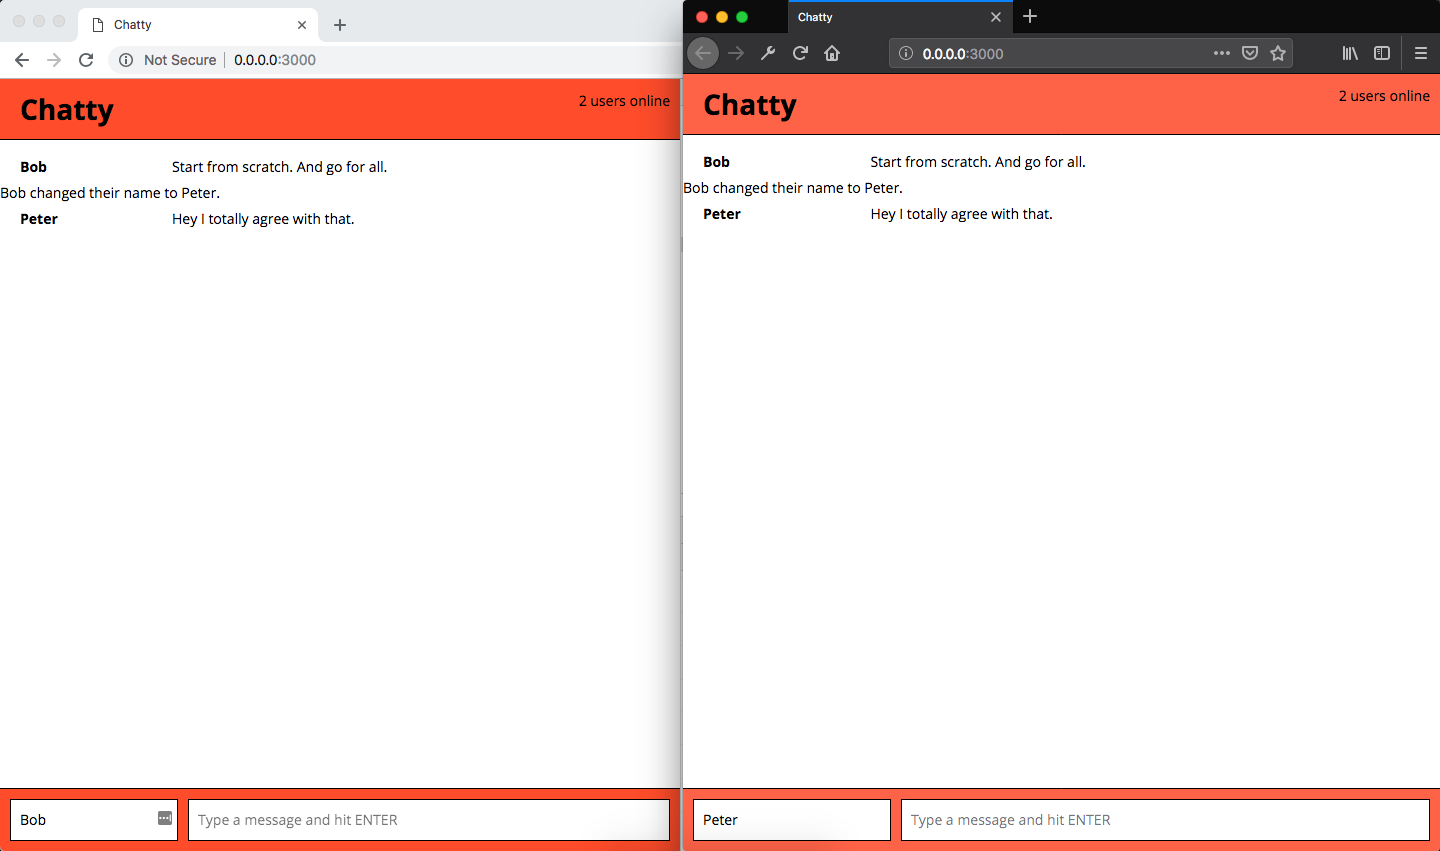 Chatty
Not Secure | 0.0.0.0:3000
Chatty
2 users online
Bob Start from scratch. And go for all.
Bob changed their name to Peter.
Peter Hey I totally agree with that.
Bob
Type a message and hit ENTER
Chatty
0.0.0.0:3000
Chatty
2 users online
Bob Start from scratch. And go for all.
Bob changed their name to Peter.
Peter Hey I totally agree with that.
Peter
Type a message and hit ENTER